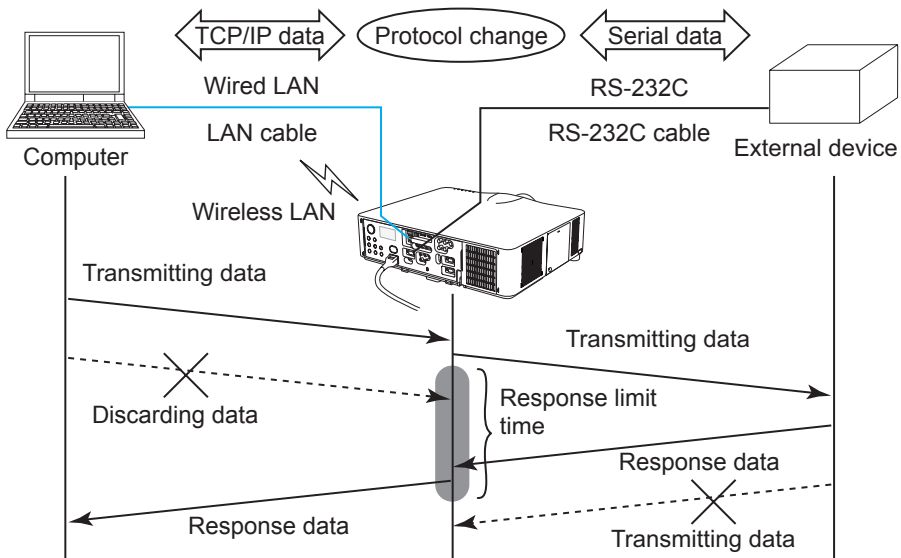 TCP/IP data
Protocol change
Serial data
Wired LAN
RS-232C
LAN cable
RS-232C cable
Computer
External device
Wireless LAN
Transmitting data
Transmitting data
Discarding data
Response limit
time
Response data
Response data
Transmitting data